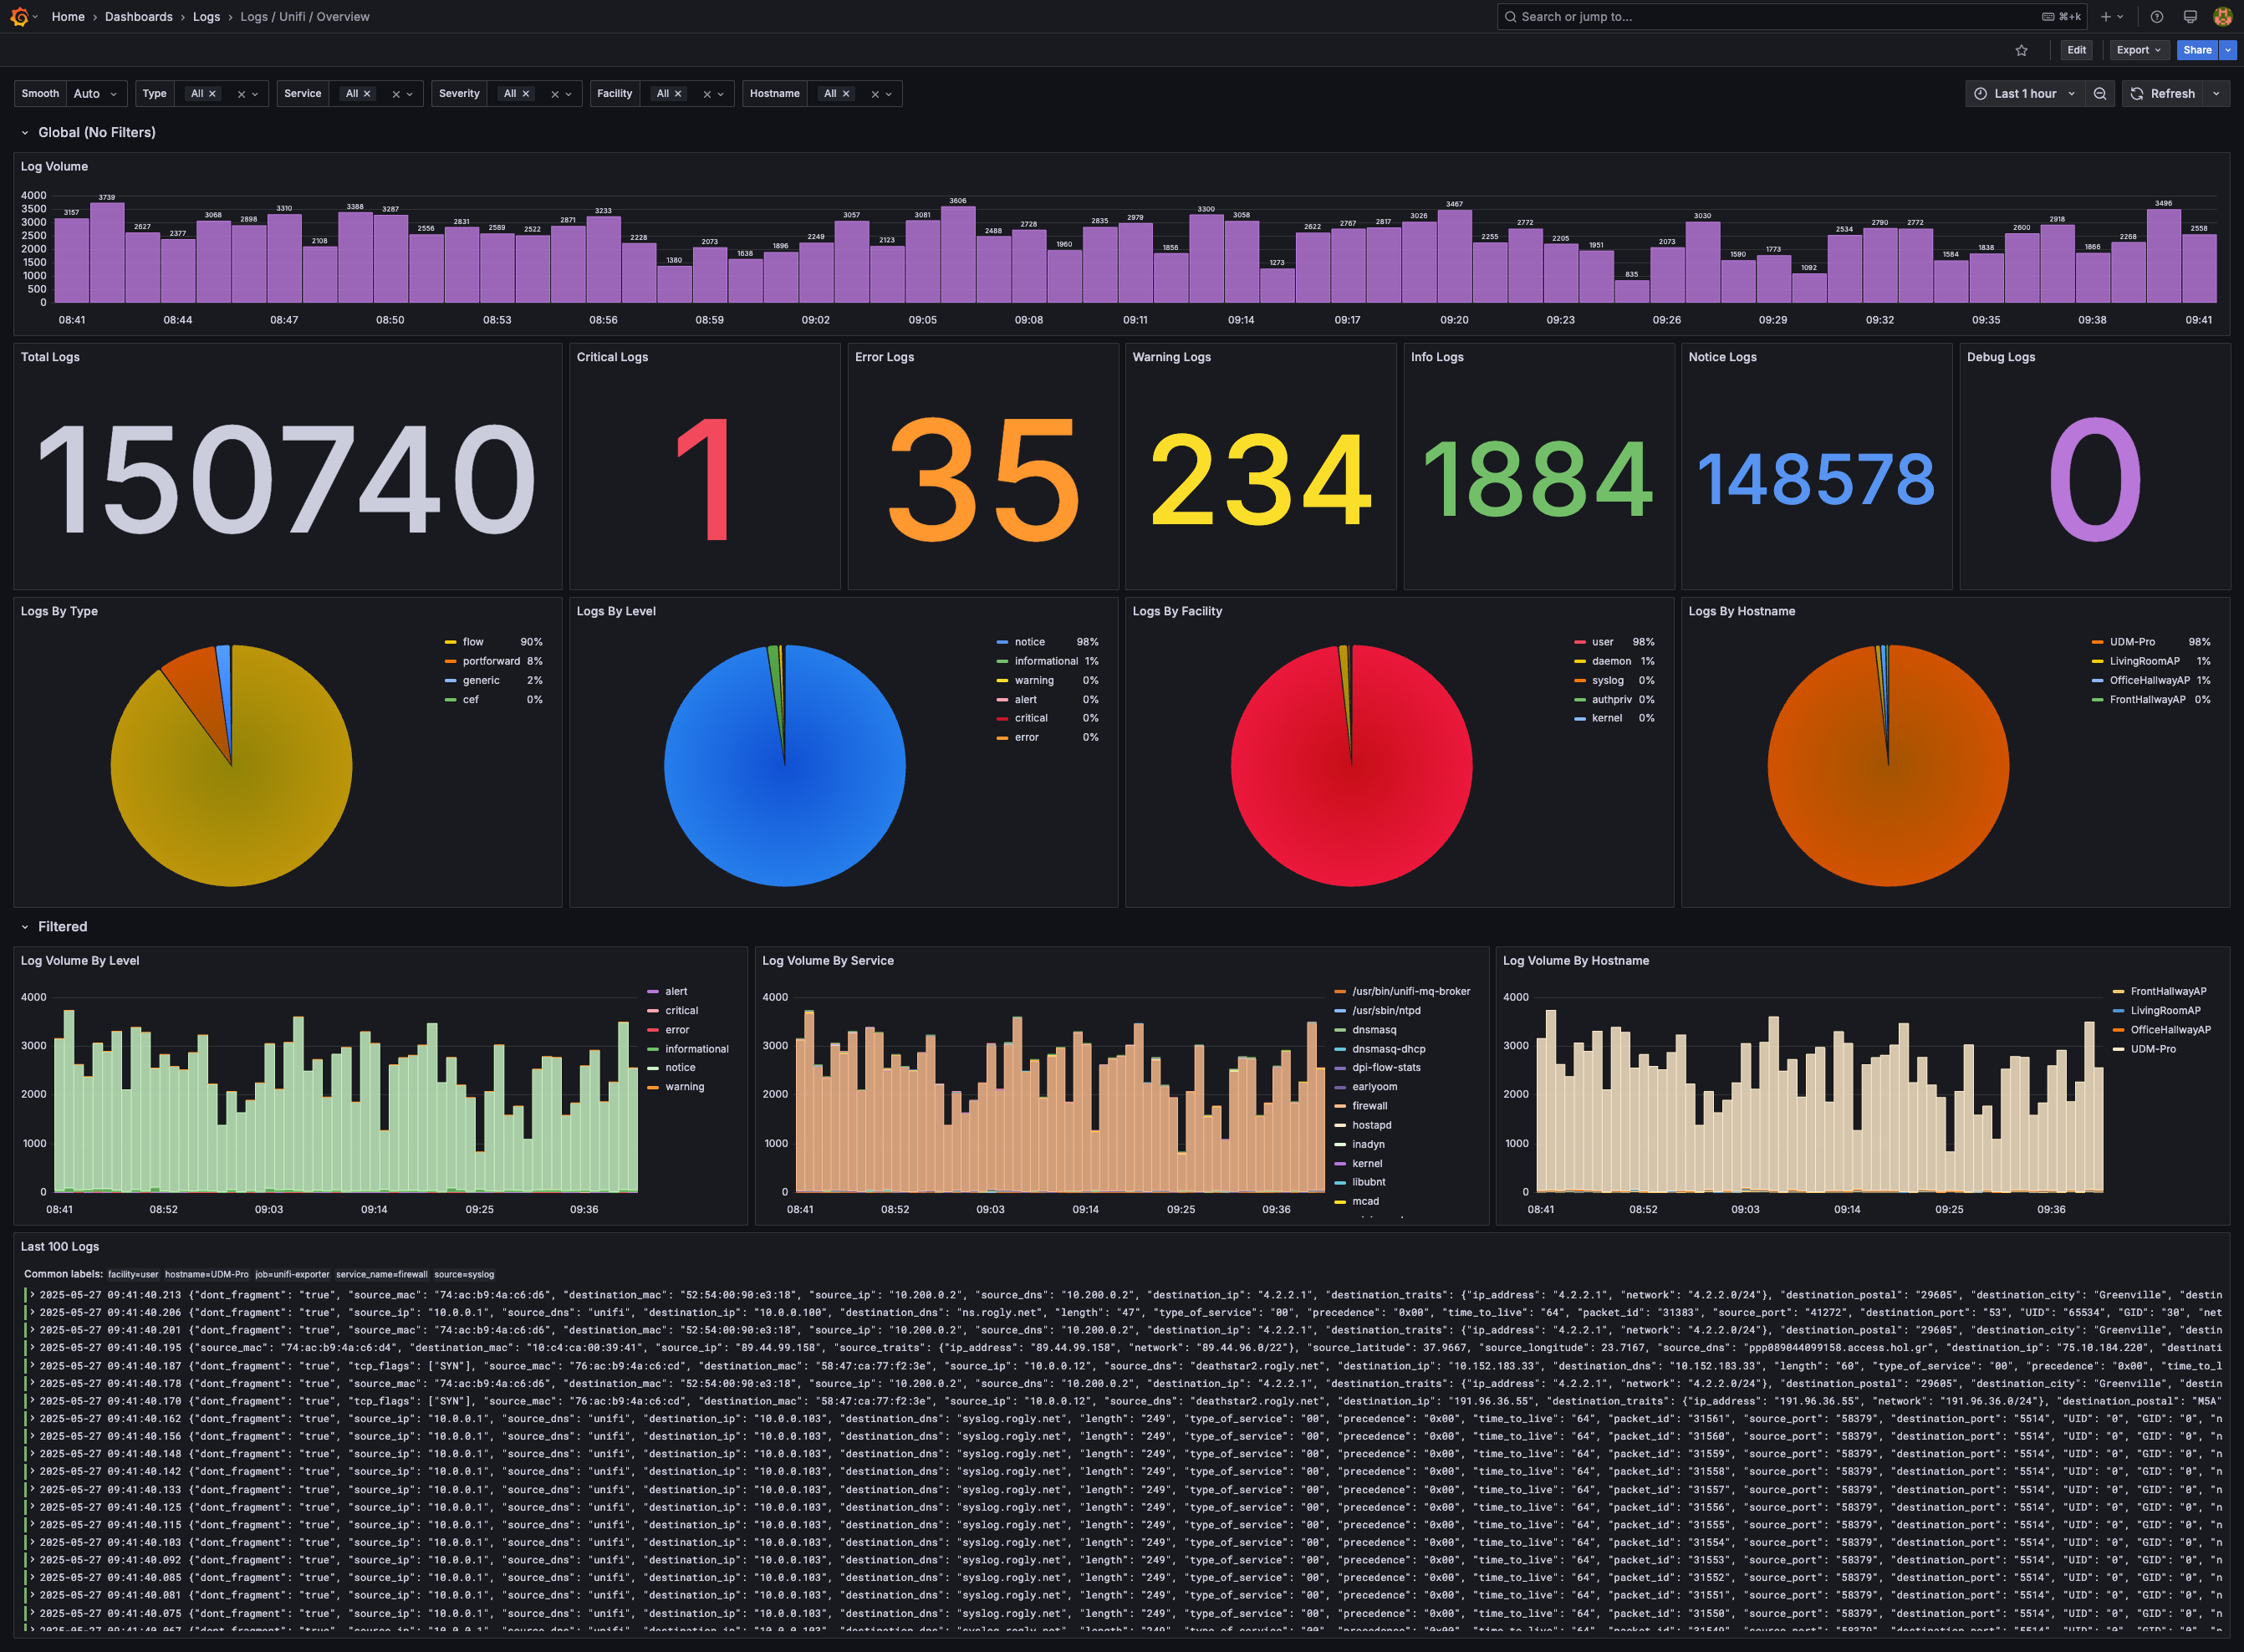 Home › Dashboards › Logs › Logs / Unifi / Overview
Search or jump to... ⌘+k
Edit Export Share
Smooth Auto Type All Service All Severity All Facility All Hostname All Last 1 hour Refresh
Global (No Filters)
Log Volume
4000
3500
3000
2500
2000
1500
1000
500
0
3157 3739 2627 2377 3068 2898 3310 2108 3388 3287 2556 2831 2589 2522 2871 3233 2228 1380 2073 1638 1896 2249 3057 2123 3081 3606 2488 2728 1960 2835 2979 1856 3300 3058 1273 2622 2767 2817 3026 3467 2255 2772 2205 1951 835 2073 3030 1590 1773 1092 2534 2790 2772 1584 1838 2600 2918 1866 2268 3496 2558
08:41 08:44 08:47 08:50 08:53 08:56 08:59 09:02 09:05 09:08 09:11 09:14 09:17 09:20 09:23 09:26 09:29 09:32 09:35 09:38 09:41
Total Logs Critical Logs Error Logs Warning Logs Info Logs Notice Logs Debug Logs
150740 1 35 234 1884 148578 0
Logs By Type
flow 90%
portforward 8%
generic 2%
cef 0%
Logs By Level
notice 98%
informational 1%
warning 0%
alert 0%
critical 0%
error 0%
Logs By Facility
user 98%
daemon 1%
syslog 0%
authpriv 0%
kernel 0%
Logs By Hostname
UDM-Pro 98%
LivingRoomAP 1%
OfficeHallwayAP 1%
FrontHallwayAP 0%
Filtered
Log Volume By Level
4000
3000
2000
1000
0
08:41 08:52 09:03 09:14 09:25 09:36
alert
critical
error
informational
notice
warning
Log Volume By Service
4000
3000
2000
1000
0
08:41 08:52 09:03 09:14 09:25 09:36
/usr/bin/unifi-mq-broker
/usr/sbin/ntpd
dnsmasq
dnsmasq-dhcp
dpi-flow-stats
earlyoom
firewall
hostapd
inadyn
kernel
libubnt
mcad
Log Volume By Hostname
4000
3000
2000
1000
0
08:41 08:52 09:03 09:14 09:25 09:36
FrontHallwayAP
LivingRoomAP
OfficeHallwayAP
UDM-Pro
Last 100 Logs
Common labels: facility=user hostname=UDM-Pro job=unifi-exporter service_name=firewall source=syslog
2025-05-27 09:41:40.213 {"dont_fragment": "true", "source_mac": "74:ac:b9:4a:c6:d6", "destination_mac": "52:54:00:90:e3:18", "source_ip": "10.200.0.2", "source_dns": "10.200.0.2", "destination_ip": "4.2.2.1", "destination_traits": {"ip_address": "4.2.2.1", "network": "4.2.2.0/24"}, "destination_postal": "29605", "destination_city": "Greenville", "destin
2025-05-27 09:41:40.206 {"dont_fragment": "true", "source_ip": "10.0.0.1", "source_dns": "unifi", "destination_ip": "10.0.0.100", "destination_dns": "ns.rogly.net", "length": "47", "type_of_service": "00", "precedence": "0x00", "time_to_live": "64", "packet_id": "31383", "source_port": "41272", "destination_port": "53", "UID": "65534", "GID": "30", "net
2025-05-27 09:41:40.201 {"dont_fragment": "true", "source_mac": "74:ac:b9:4a:c6:d6", "destination_mac": "52:54:00:90:e3:18", "source_ip": "10.200.0.2", "source_dns": "10.200.0.2", "destination_ip": "4.2.2.1", "destination_traits": {"ip_address": "4.2.2.1", "network": "4.2.2.0/24"}, "destination_postal": "29605", "destination_city": "Greenville", "destin
2025-05-27 09:41:40.195 {"source_mac": "74:ac:b9:4a:c6:d4", "destination_mac": "10:c4:ca:00:39:41", "source_ip": "89.44.99.158", "source_traits": {"ip_address": "89.44.99.158", "network": "89.44.96.0/22"}, "source_latitude": 37.9667, "source_longitude": 23.7167, "source_dns": "ppp089044099158.access.hol.gr", "destination_ip": "75.10.184.220", "destinati
2025-05-27 09:41:40.187 {"dont_fragment": "true", "tcp_flags": ["SYN"], "source_mac": "76:ac:b9:4a:c6:cd", "destination_mac": "58:47:ca:77:f2:3e", "source_ip": "10.0.0.12", "source_dns": "deathstar2.rogly.net", "destination_ip": "10.152.183.33", "destination_dns": "10.152.183.33", "length": "60", "type_of_service": "00", "precedence": "0x00", "time_to_l
2025-05-27 09:41:40.178 {"dont_fragment": "true", "source_mac": "74:ac:b9:4a:c6:d6", "destination_mac": "52:54:00:90:e3:18", "source_ip": "10.200.0.2", "source_dns": "10.200.0.2", "destination_ip": "4.2.2.1", "destination_traits": {"ip_address": "4.2.2.1", "network": "4.2.2.0/24"}, "destination_postal": "29605", "destination_city": "Greenville", "destin
2025-05-27 09:41:40.170 {"dont_fragment": "true", "tcp_flags": ["SYN"], "source_mac": "76:ac:b9:4a:c6:cd", "destination_mac": "58:47:ca:77:f2:3e", "source_ip": "10.0.0.12", "source_dns": "deathstar2.rogly.net", "destination_ip": "191.96.36.55", "destination_traits": {"ip_address": "191.96.36.55", "network": "191.96.36.0/24"}, "destination_postal": "M5A"
2025-05-27 09:41:40.162 {"dont_fragment": "true", "source_ip": "10.0.0.1", "source_dns": "unifi", "destination_ip": "10.0.0.103", "destination_dns": "syslog.rogly.net", "length": "249", "type_of_service": "00", "precedence": "0x00", "time_to_live": "64", "packet_id": "31561", "source_port": "58379", "destination_port": "5514", "UID": "0", "GID": "0", "n
2025-05-27 09:41:40.156 {"dont_fragment": "true", "source_ip": "10.0.0.1", "source_dns": "unifi", "destination_ip": "10.0.0.103", "destination_dns": "syslog.rogly.net", "length": "249", "type_of_service": "00", "precedence": "0x00", "time_to_live": "64", "packet_id": "31560", "source_port": "58379", "destination_port": "5514", "UID": "0", "GID": "0", "n
2025-05-27 09:41:40.148 {"dont_fragment": "true", "source_ip": "10.0.0.1", "source_dns": "unifi", "destination_ip": "10.0.0.103", "destination_dns": "syslog.rogly.net", "length": "249", "type_of_service": "00", "precedence": "0x00", "time_to_live": "64", "packet_id": "31559", "source_port": "58379", "destination_port": "5514", "UID": "0", "GID": "0", "n
2025-05-27 09:41:40.142 {"dont_fragment": "true", "source_ip": "10.0.0.1", "source_dns": "unifi", "destination_ip": "10.0.0.103", "destination_dns": "syslog.rogly.net", "length": "249", "type_of_service": "00", "precedence": "0x00", "time_to_live": "64", "packet_id": "31558", "source_port": "58379", "destination_port": "5514", "UID": "0", "GID": "0", "n
2025-05-27 09:41:40.133 {"dont_fragment": "true", "source_ip": "10.0.0.1", "source_dns": "unifi", "destination_ip": "10.0.0.103", "destination_dns": "syslog.rogly.net", "length": "249", "type_of_service": "00", "precedence": "0x00", "time_to_live": "64", "packet_id": "31557", "source_port": "58379", "destination_port": "5514", "UID": "0", "GID": "0", "n
2025-05-27 09:41:40.125 {"dont_fragment": "true", "source_ip": "10.0.0.1", "source_dns": "unifi", "destination_ip": "10.0.0.103", "destination_dns": "syslog.rogly.net", "length": "249", "type_of_service": "00", "precedence": "0x00", "time_to_live": "64", "packet_id": "31556", "source_port": "58379", "destination_port": "5514", "UID": "0", "GID": "0", "n
2025-05-27 09:41:40.115 {"dont_fragment": "true", "source_ip": "10.0.0.1", "source_dns": "unifi", "destination_ip": "10.0.0.103", "destination_dns": "syslog.rogly.net", "length": "249", "type_of_service": "00", "precedence": "0x00", "time_to_live": "64", "packet_id": "31555", "source_port": "58379", "destination_port": "5514", "UID": "0", "GID": "0", "n
2025-05-27 09:41:40.103 {"dont_fragment": "true", "source_ip": "10.0.0.1", "source_dns": "unifi", "destination_ip": "10.0.0.103", "destination_dns": "syslog.rogly.net", "length": "249", "type_of_service": "00", "precedence": "0x00", "time_to_live": "64", "packet_id": "31554", "source_port": "58379", "destination_port": "5514", "UID": "0", "GID": "0", "n
2025-05-27 09:41:40.092 {"dont_fragment": "true", "source_ip": "10.0.0.1", "source_dns": "unifi", "destination_ip": "10.0.0.103", "destination_dns": "syslog.rogly.net", "length": "249", "type_of_service": "00", "precedence": "0x00", "time_to_live": "64", "packet_id": "31553", "source_port": "58379", "destination_port": "5514", "UID": "0", "GID": "0", "n
2025-05-27 09:41:40.085 {"dont_fragment": "true", "source_ip": "10.0.0.1", "source_dns": "unifi", "destination_ip": "10.0.0.103", "destination_dns": "syslog.rogly.net", "length": "249", "type_of_service": "00", "precedence": "0x00", "time_to_live": "64", "packet_id": "31552", "source_port": "58379", "destination_port": "5514", "UID": "0", "GID": "0", "n
2025-05-27 09:41:40.081 {"dont_fragment": "true", "source_ip": "10.0.0.1", "source_dns": "unifi", "destination_ip": "10.0.0.103", "destination_dns": "syslog.rogly.net", "length": "249", "type_of_service": "00", "precedence": "0x00", "time_to_live": "64", "packet_id": "31551", "source_port": "58379", "destination_port": "5514", "UID": "0", "GID": "0", "n
2025-05-27 09:41:40.075 {"dont_fragment": "true", "source_ip": "10.0.0.1", "source_dns": "unifi", "destination_ip": "10.0.0.103", "destination_dns": "syslog.rogly.net", "length": "249", "type_of_service": "00", "precedence": "0x00", "time_to_live": "64", "packet_id": "31550", "source_port": "58379", "destination_port": "5514", "UID": "0", "GID": "0", "n